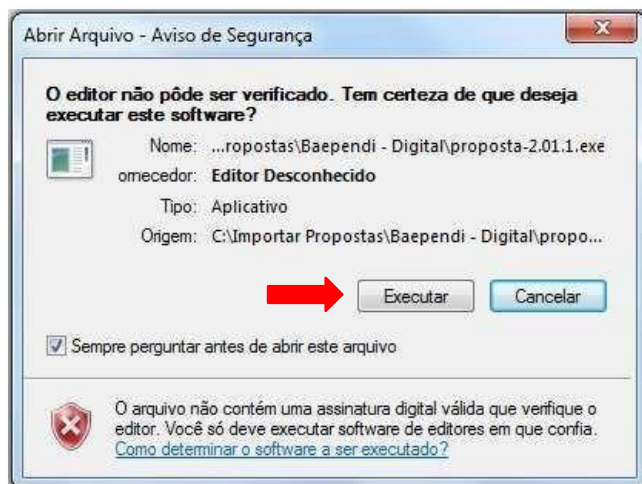 Abrir Arquivo - Aviso de Segurança
O editor não pôde ser verificado. Tem certeza de que deseja
executar este software?
Nome: ...ropostas\Baependi - Digital\proposta-2.01.1.exe
omecedor: Editor Desconhecido
Tipo: Aplicativo
Origem: C:\Importar Propostas\Baependi - Digital\propo...
Executar Cancelar
Sempre perguntar antes de abrir este arquivo
O arquivo não contém uma assinatura digital válida que verifique o
editor. Você só deve executar software de editores em que confia.
Como determinar o software a ser executado?